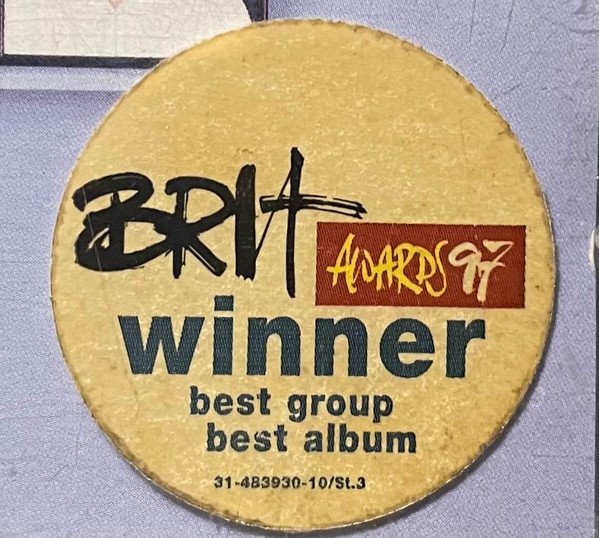 BRIT
AWARDS 97
winner
best group
best album
31-483930-10/St.3